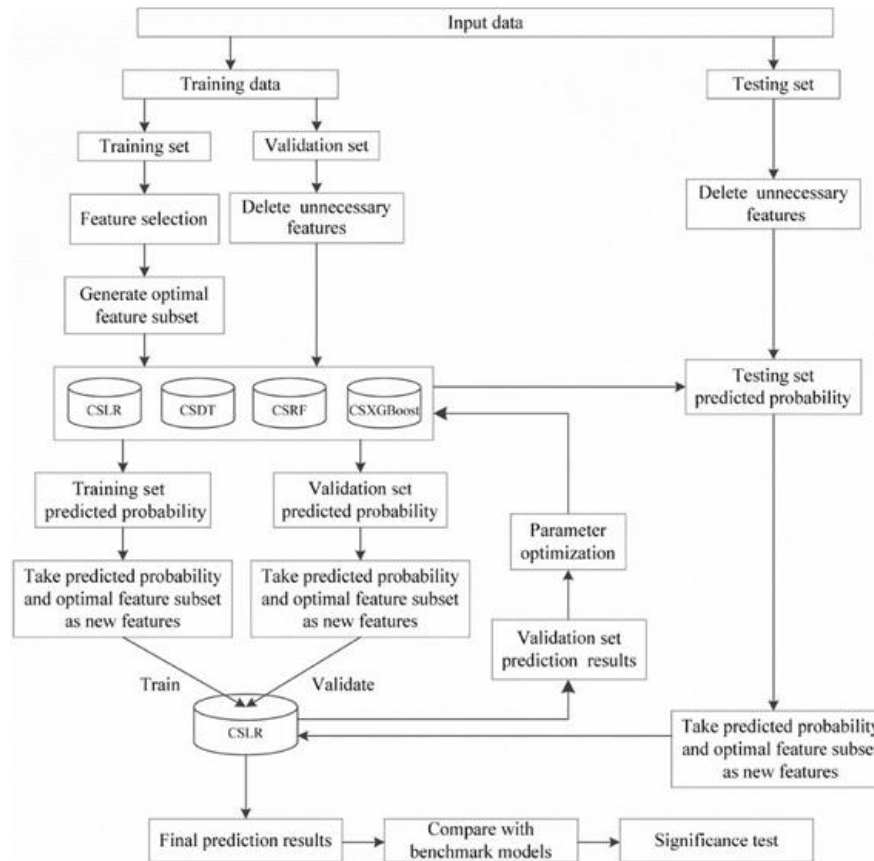 Input data
Training data
Testing set
Training set
Validation set
Feature selection
Delete unnecessary
features
Delete unnecessary
features
Generate optimal
feature subset
CSLR
CSDT
CSRF
CSXGBoost
Testing set
predicted probability
Training set
predicted probability
Validation set
predicted probability
Parameter
optimization
Take predicted probability
and optimal feature subset
as new features
Take predicted probability
and optimal feature subset
as new features
Validation set
prediction results
Train
Validate
CSLR
Take predicted probability
and optimal feature subset
as new features
Final prediction results
Compare with
benchmark models
Significance test